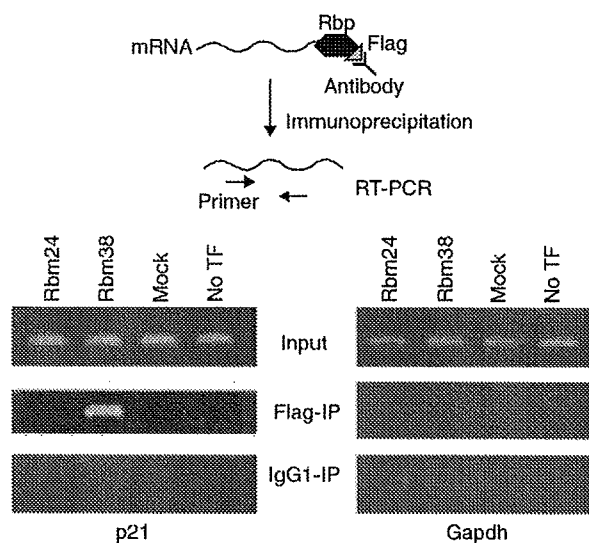 Rbp
mRNA
Flag
Antibody
Immunoprecipitation
Primer
RT-PCR
Rbm24 Rbm38 Mock No TF
Rbm24 Rbm38 Mock No TF
Input
Flag-IP
IgG1-IP
p21
Gapdh